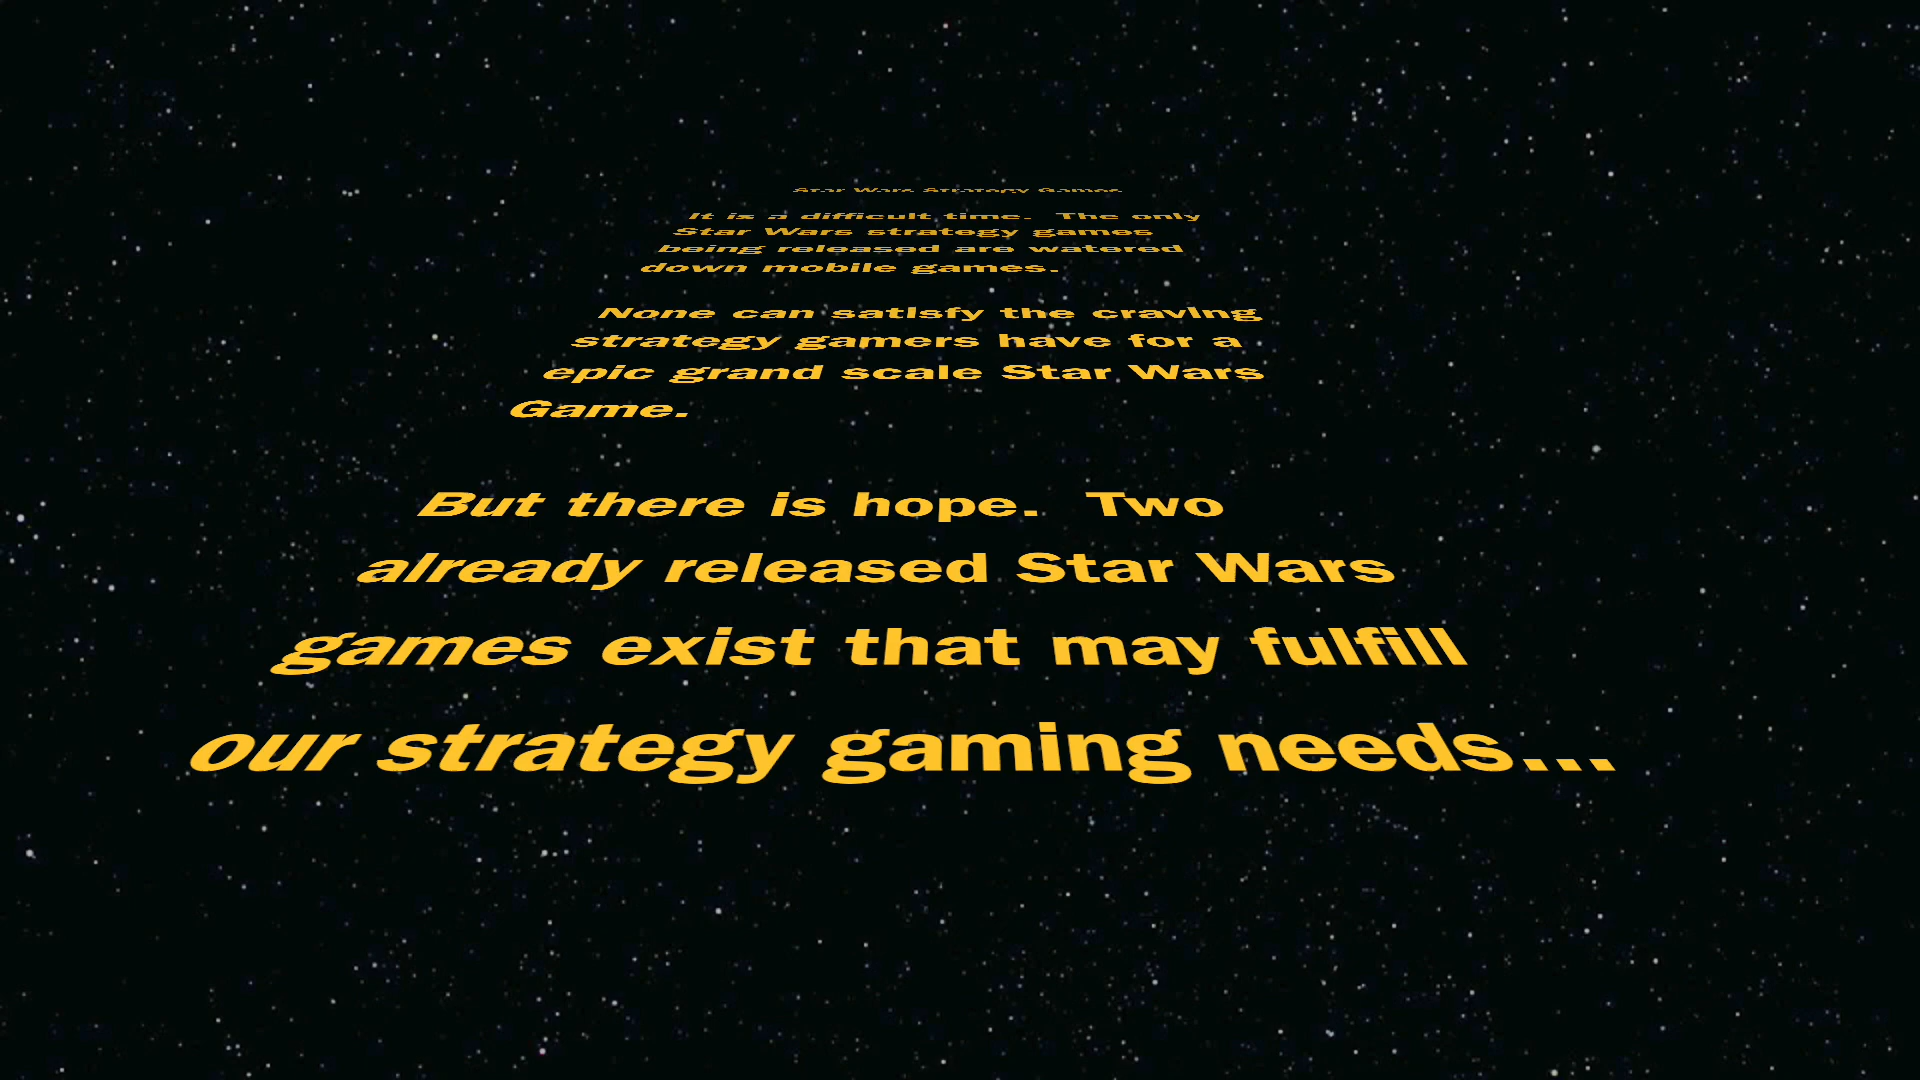 Star Wars Strategy Games
It is a difficult time.  The only
Star Wars strategy games
being released are watered
down mobile games.
None can satisfy the craving
strategy gamers have for a
epic grand scale Star Wars
Game.
But there is hope.  Two
already released Star Wars
games exist that may fulfill
our strategy gaming needs...